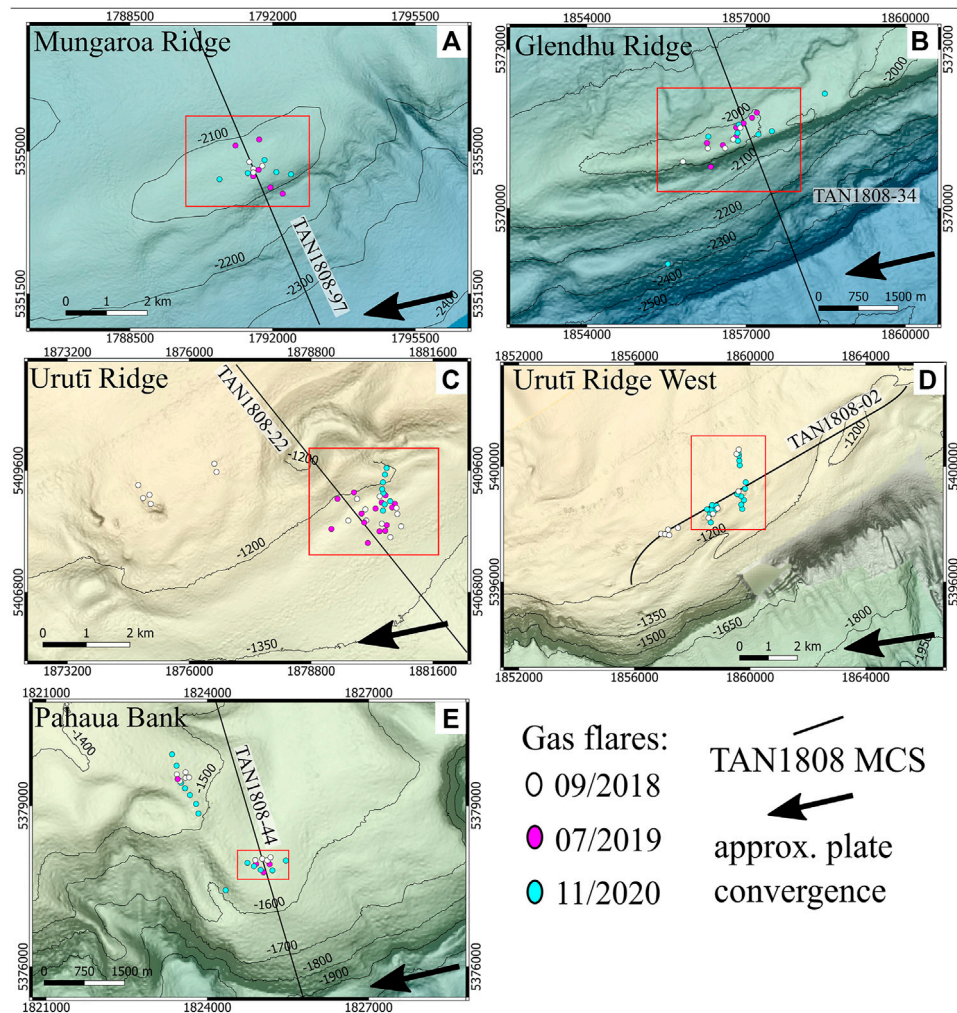 1788500 1792000 1795500
Mungaroa Ridge
A
5355000
5351500
-2100
-2200
-2300
-2400
TAN1808-97
0 1 2 km
1788500 1792000 1795500
5355000
5351500
1854000 1857000 1860000
Glendhu Ridge
B
5373000
5370000
-2000
-2000
-2100
-2200
-2300
-2400
-2500
TAN1808-34
0 750 1500 m
1854000 1857000 1860000
5373000
5370000
1873200 1876000 1878800 1881600
Urutī Ridge
C
5409600
5406800
TAN1808-22
-1200
-1200
-1350
0 1 2 km
1873200 1876000 1878800 1881600
5409600
5406800
1852000 1856000 1860000 1864000
Urutī Ridge West
D
5400000
5396000
TAN1808-02
-1200
-1200
-1350
-1500
-1650
-1800
-1950
0 1 2 km
1852000 1856000 1860000 1864000
5400000
5396000
1821000 1824000 1827000
Pahaua Bank
E
5379000
5376000
-1400
-1500
TAN1808-44
-1600
-1700
-1800
-1900
0 750 1500 m
1821000 1824000 1827000
5379000
5376000
Gas flares:
09/2018
07/2019
11/2020
TAN1808 MCS
approx. plate
convergence